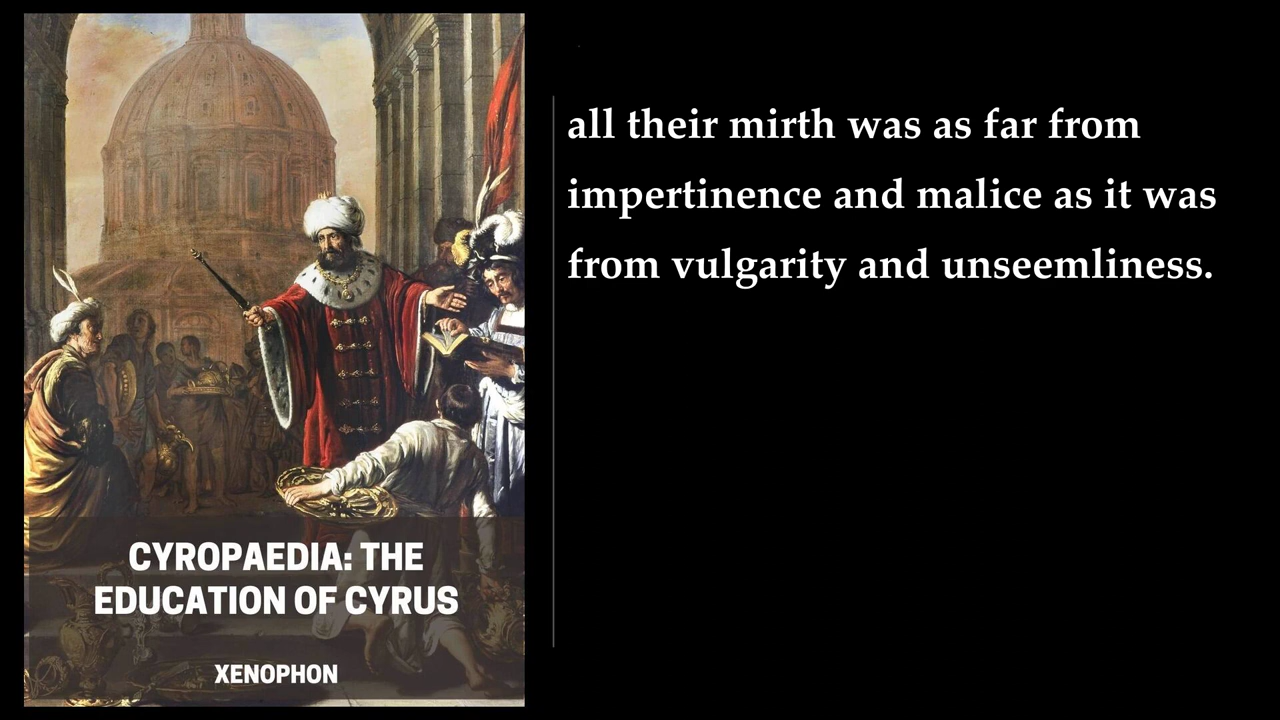 all their mirth was as far from
impertinence and malice as it was
from vulgarity and unseemliness.
CYROPAEDIA: THE
EDUCATION OF CYRUS
XENOPHON